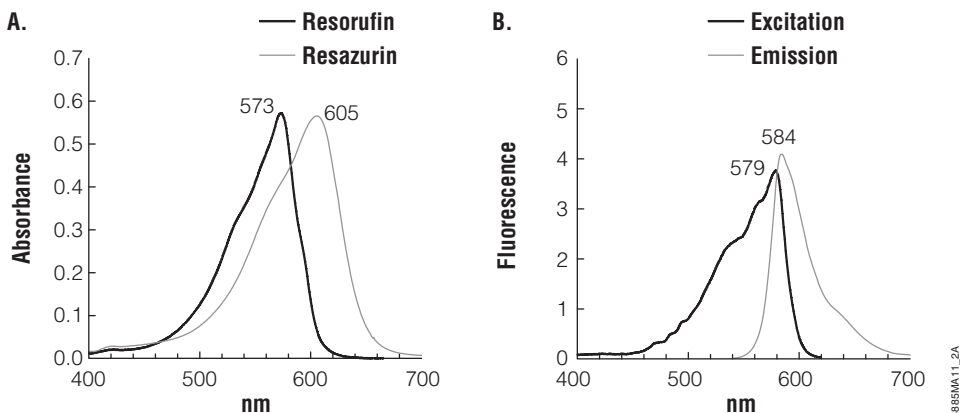 A.
Resorufin
Resazurin
0.7
0.6
0.5
0.4
0.3
0.2
0.1
0.0
Absorbance
573
605
400
500
600
700
nm
B.
Excitation
Emission
6
5
4
3
2
1
0
Fluorescence
579
584
400
500
600
700
nm